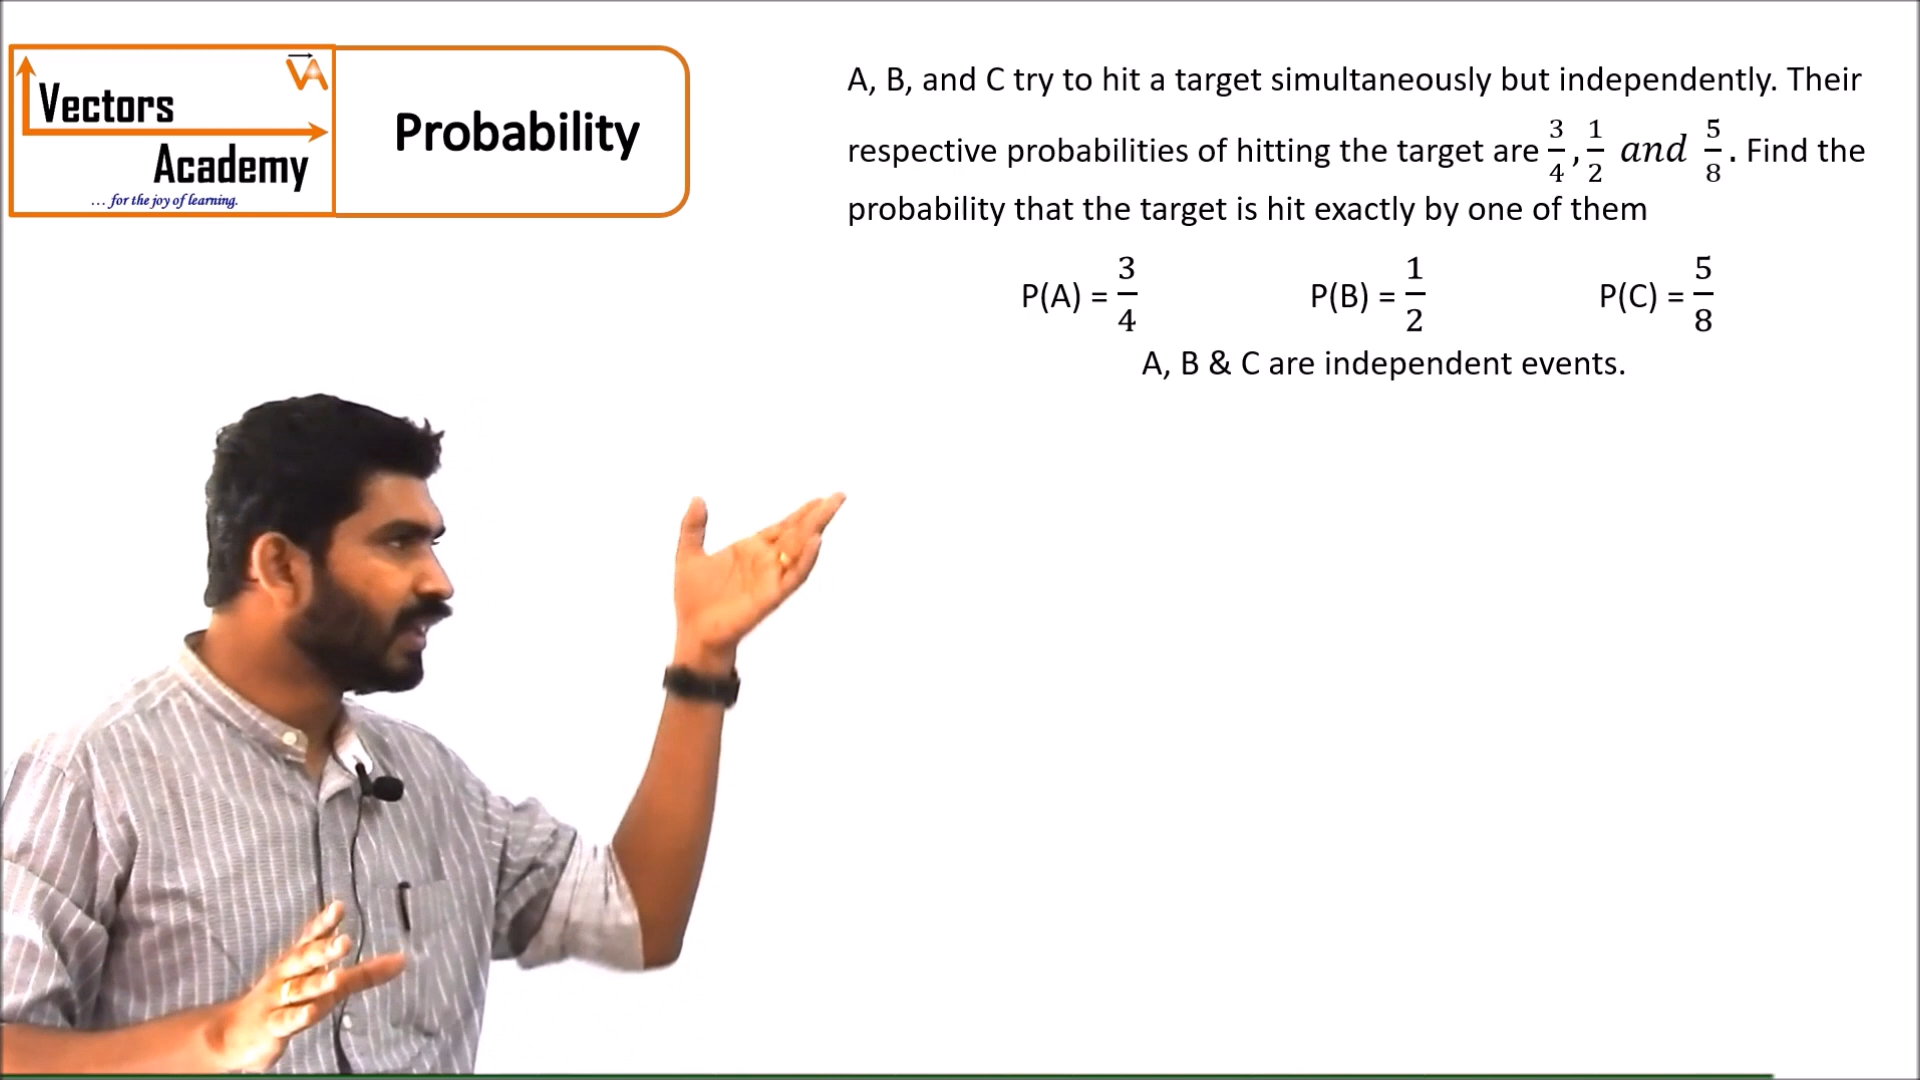 Vectors
Academy
... for the joy of learning.
VA
Probability
A, B, and C try to hit a target simultaneously but independently. Their
respective probabilities of hitting the target are 3/4, 1/2 and 5/8. Find the
probability that the target is hit exactly by one of them
P(A) = 3/4 P(B) = 1/2 P(C) = 5/8
A, B & C are independent events.